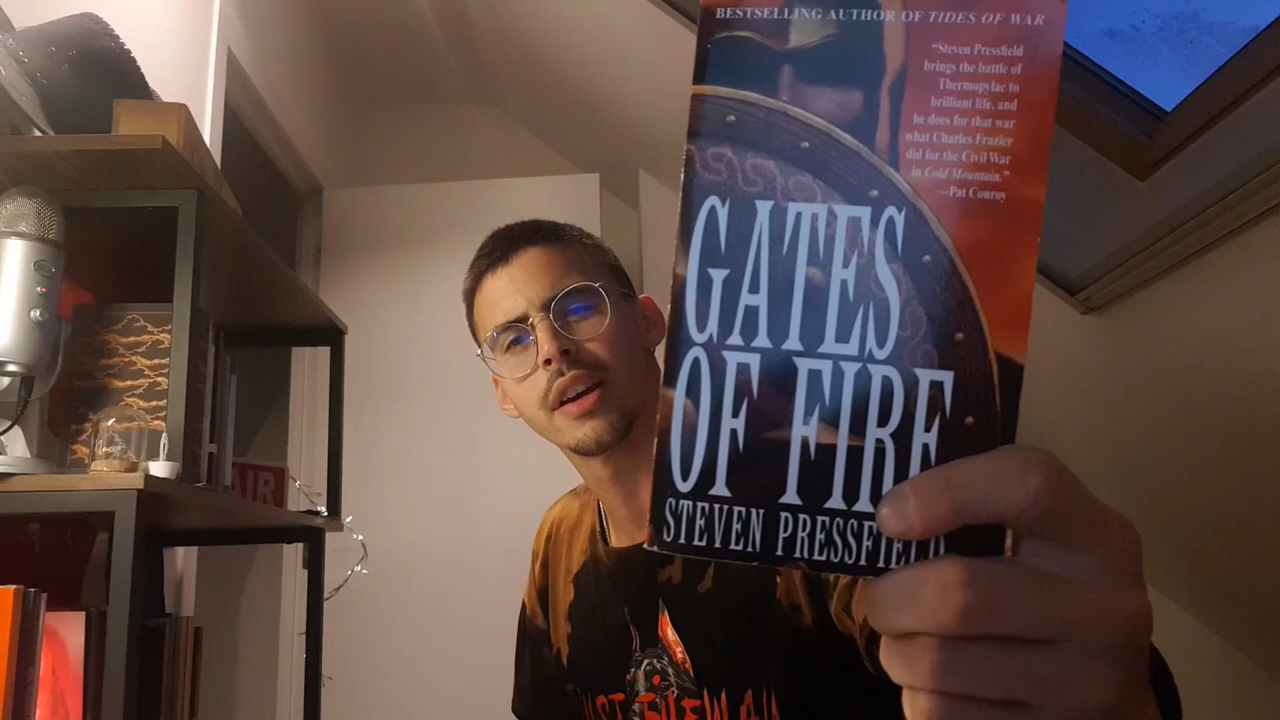 BESTSELLING AUTHOR OF TIDES OF WAR
“Steven Pressfield
brings the battle of
Thermopylae to
brilliant life, and
he does for that war
what Charles Frazier
did for the Civil War
in Cold Mountain.”
—Pat Conroy
GATES
OF FIRE
STEVEN PRESSFIELD
AIR